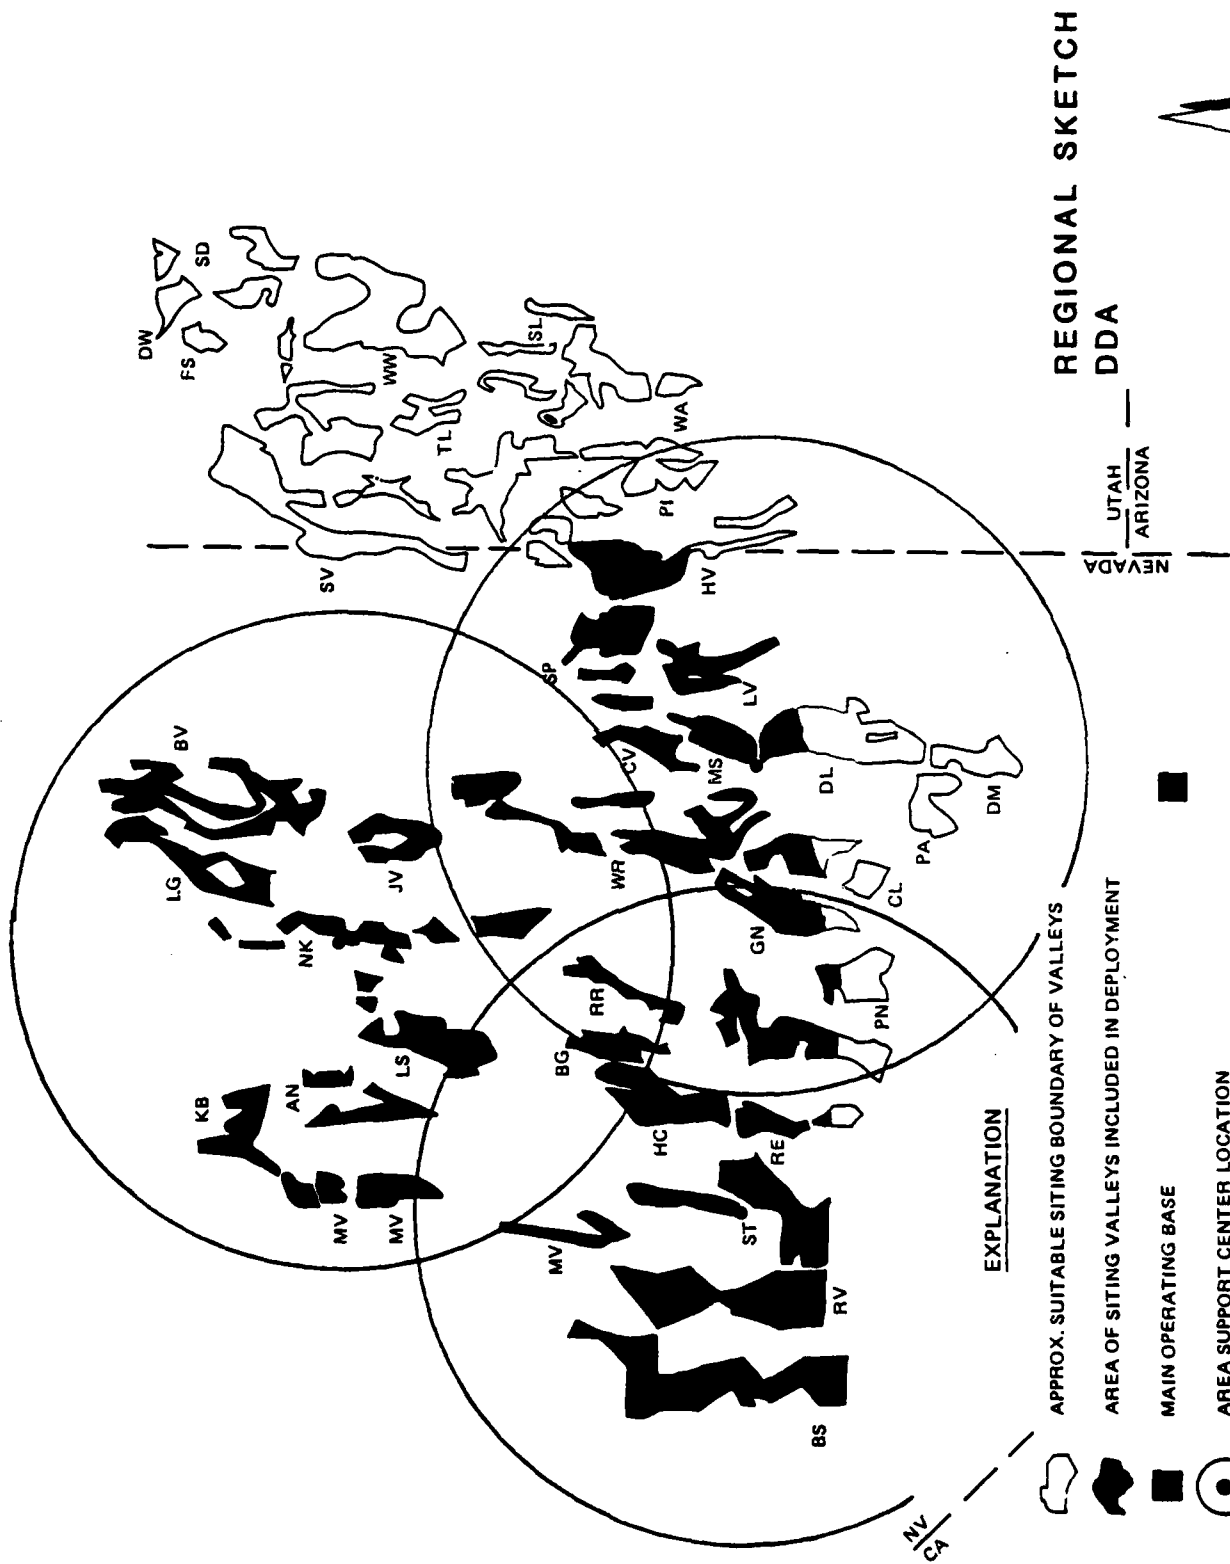 REGIONAL SKETCH
DDA
DW
SD
FS
SV
WW
TL
SL
WA
PI
HV
UTAH
ARIZONA
NEVADA
BV
LG
JV
NK
KB
AN
LS
MV
MV
MV
SP
LV
CV
MS
DL
DM
PA
WR
CL
GN
RR
BG
PN
HC
RE
ST
RV
BS
NV
CA
EXPLANATION
APPROX. SUITABLE SITING BOUNDARY OF VALLEYS
AREA OF SITING VALLEYS INCLUDED IN DEPLOYMENT
MAIN OPERATING BASE
AREA SUPPORT CENTER LOCATION